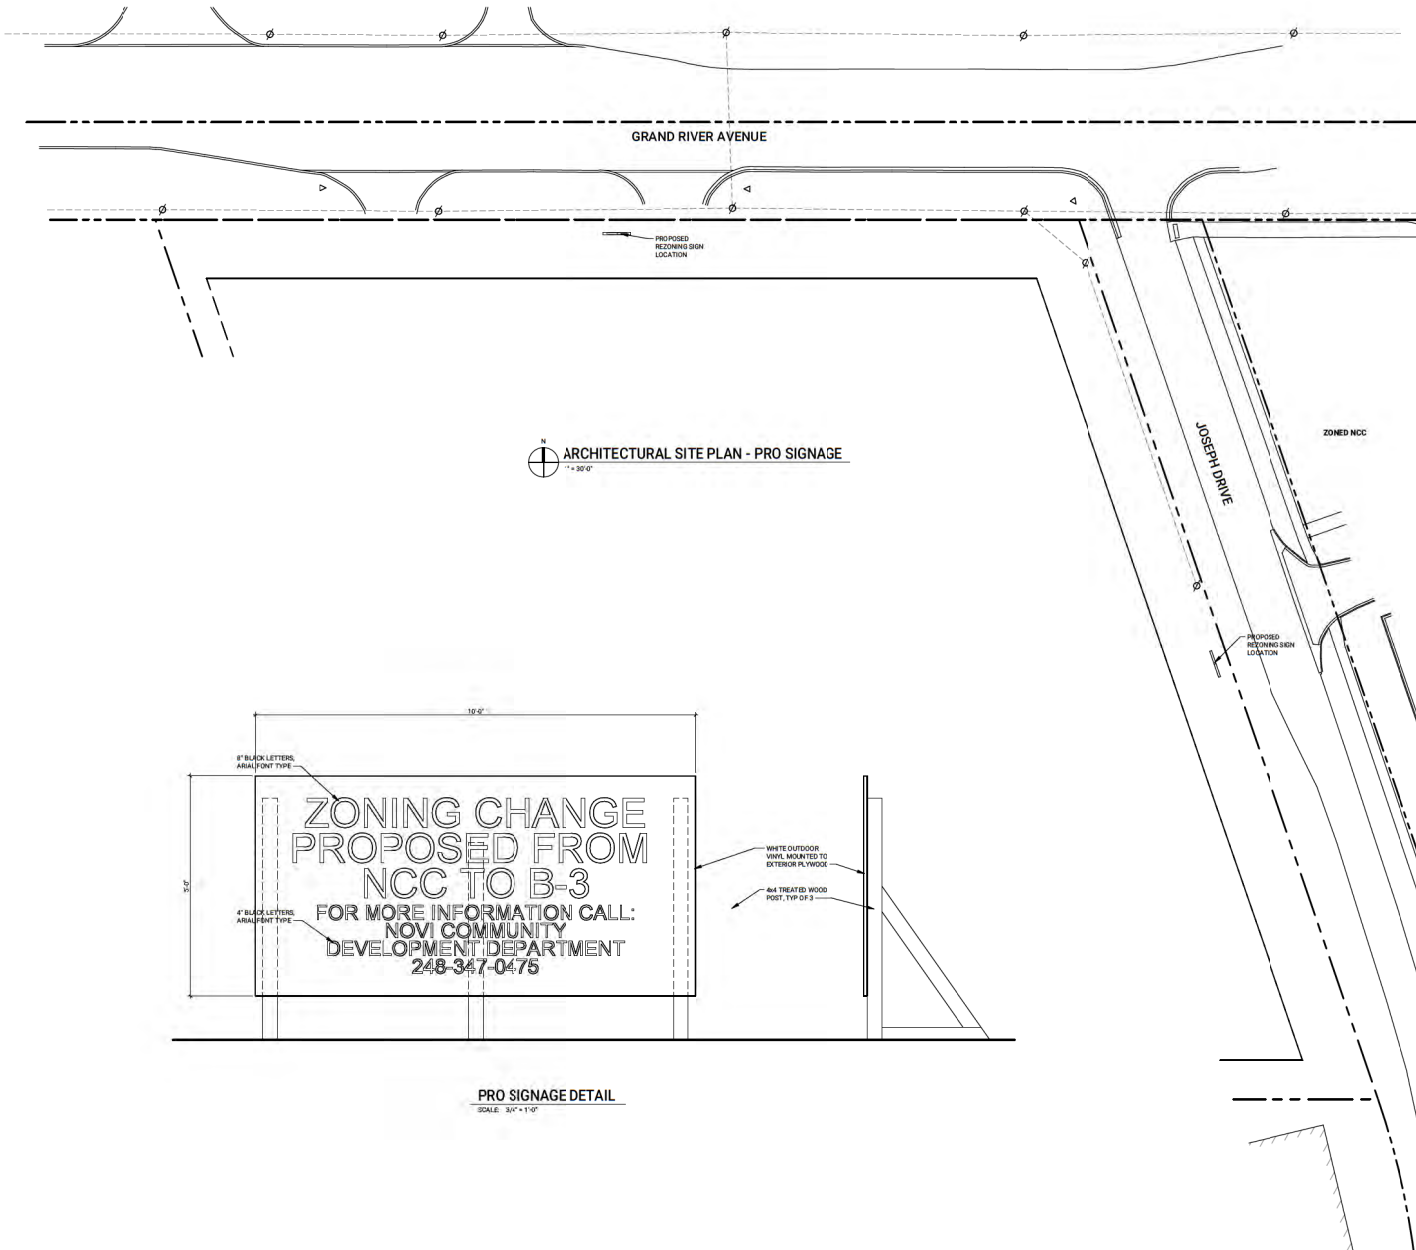 GRAND RIVER AVENUE
PROPOSED
REZONING SIGN
LOCATION
N
ARCHITECTURAL SITE PLAN - PRO SIGNAGE
" = 30'-0"
JOSEPH DRIVE
ZONED NCC
PROPOSED
REZONING SIGN
LOCATION
10'-0"
8" BLACK LETTERS,
ARIAL FONT TYPE
5'-0"
ZONING CHANGE
PROPOSED FROM
NCC TO B-3
FOR MORE INFORMATION CALL:
NOVI COMMUNITY
DEVELOPMENT DEPARTMENT
248-347-0475
4" BLACK LETTERS,
ARIAL FONT TYPE
WHITE OUTDOOR
VINYL MOUNTED TO
EXTERIOR PLYWOOD
4x4 TREATED WOOD
POST, TYP OF 3
PRO SIGNAGE DETAIL
SCALE: 3/4" = 1'-0"